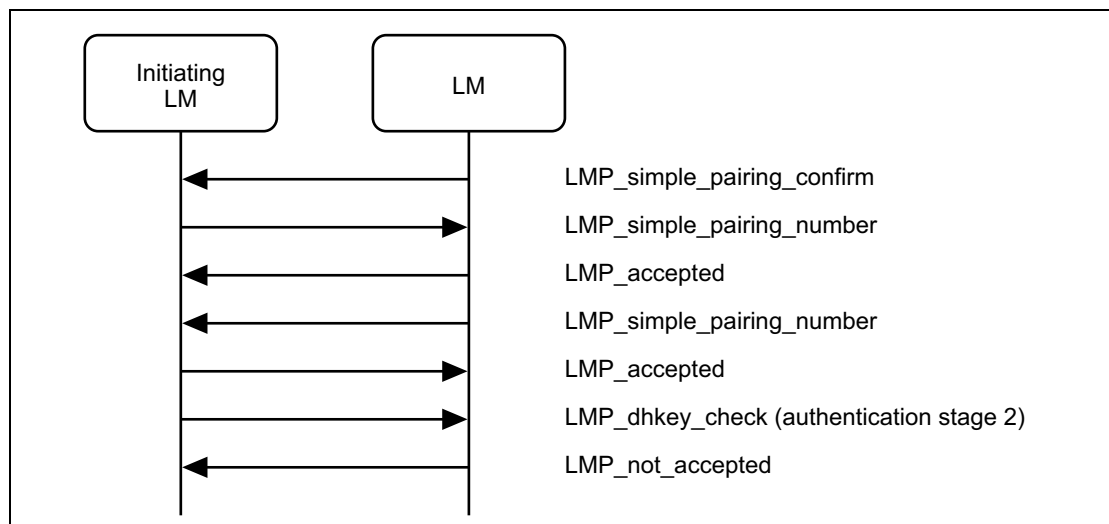 Initiating
LM
LM
LMP_simple_pairing_confirm
LMP_simple_pairing_number
LMP_accepted
LMP_simple_pairing_number
LMP_accepted
LMP_dhkey_check (authentication stage 2)
LMP_not_accepted